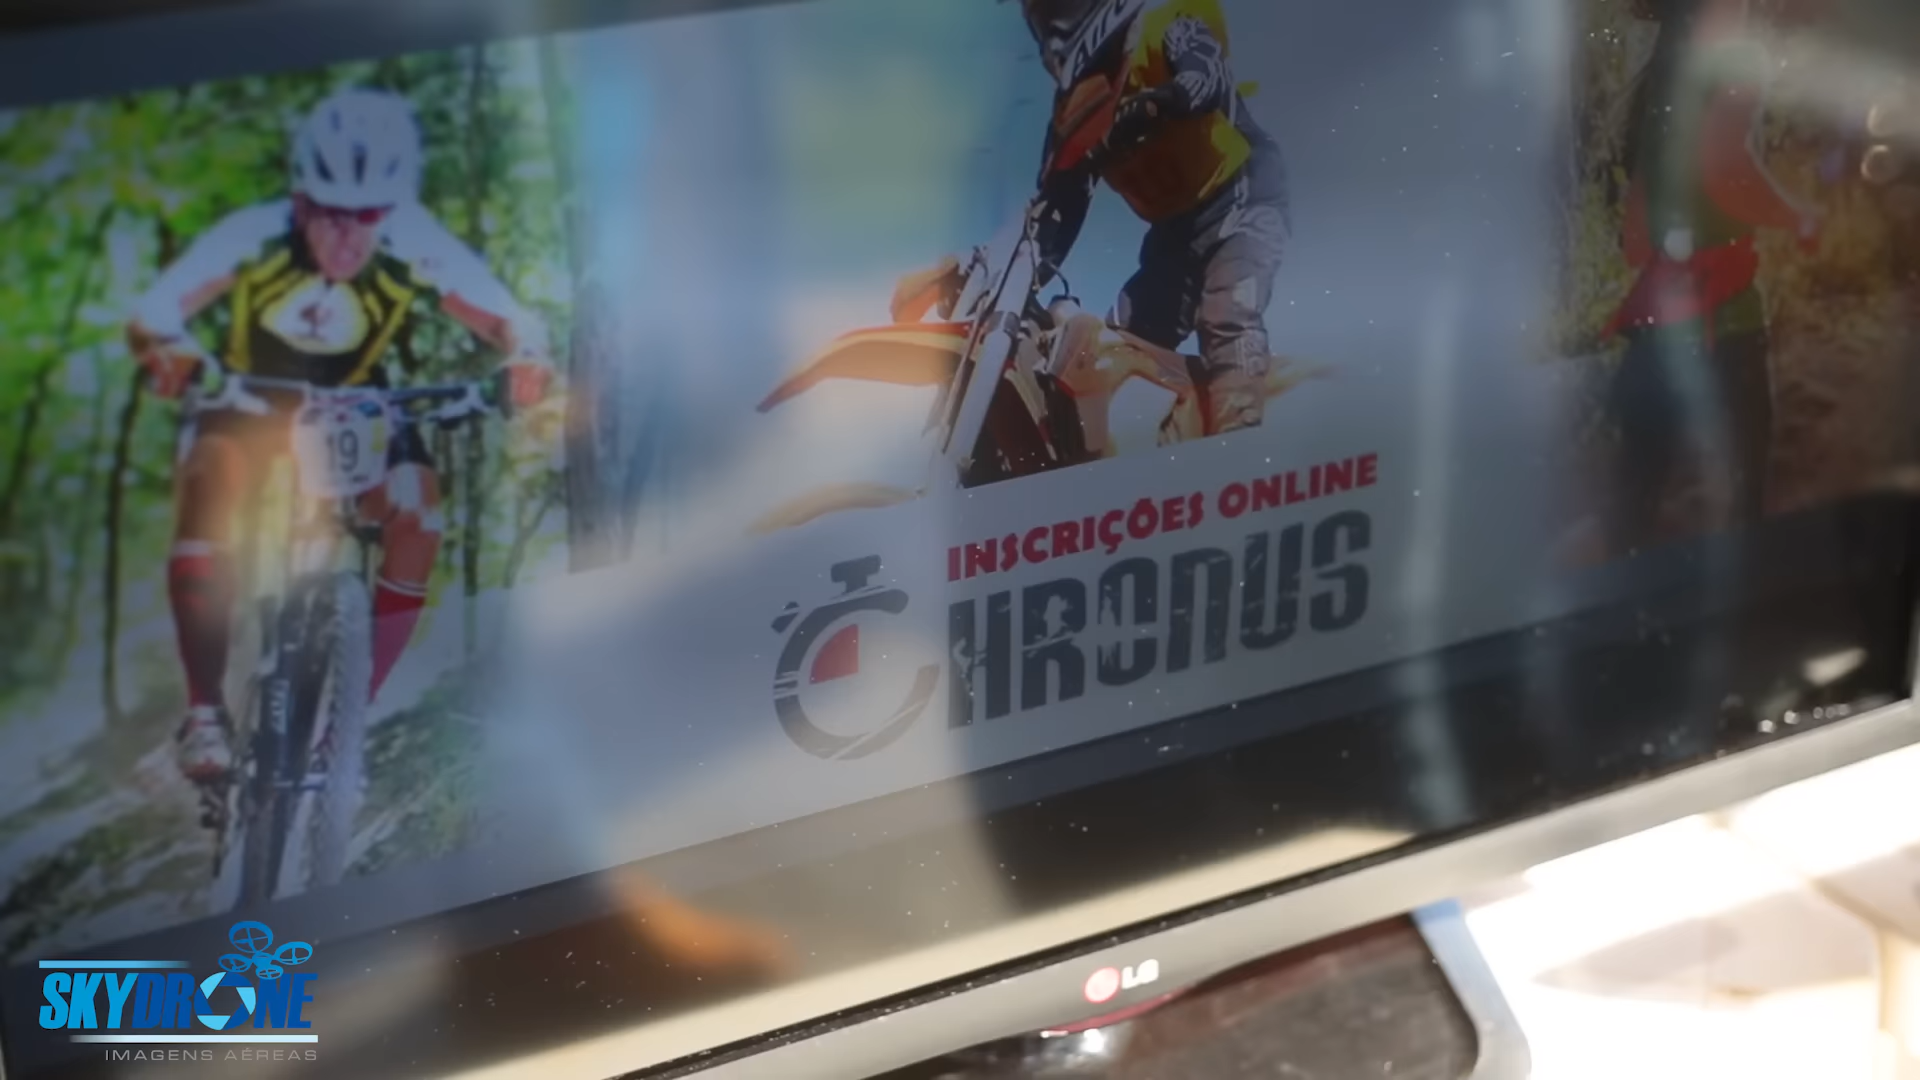 19
INSCRIÇÕES ONLINE
CHRONUS
LG
SKYDRONE
IMAGENS AÉREAS